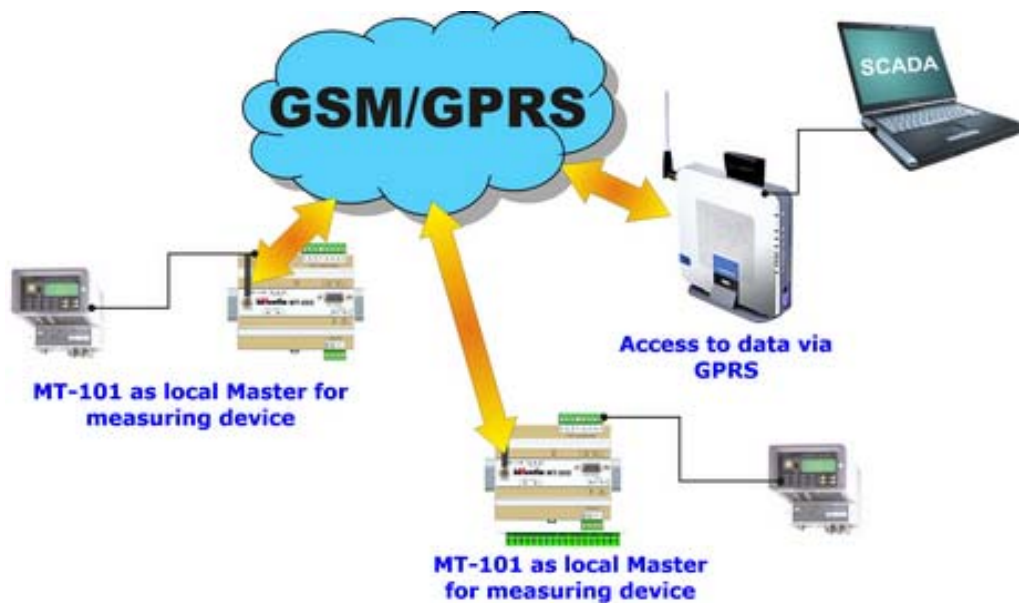 GSM/GPRS
SCADA
Access to data via
GPRS
MT-101 as local Master for
measuring device
MT-101 as local Master
for measuring device